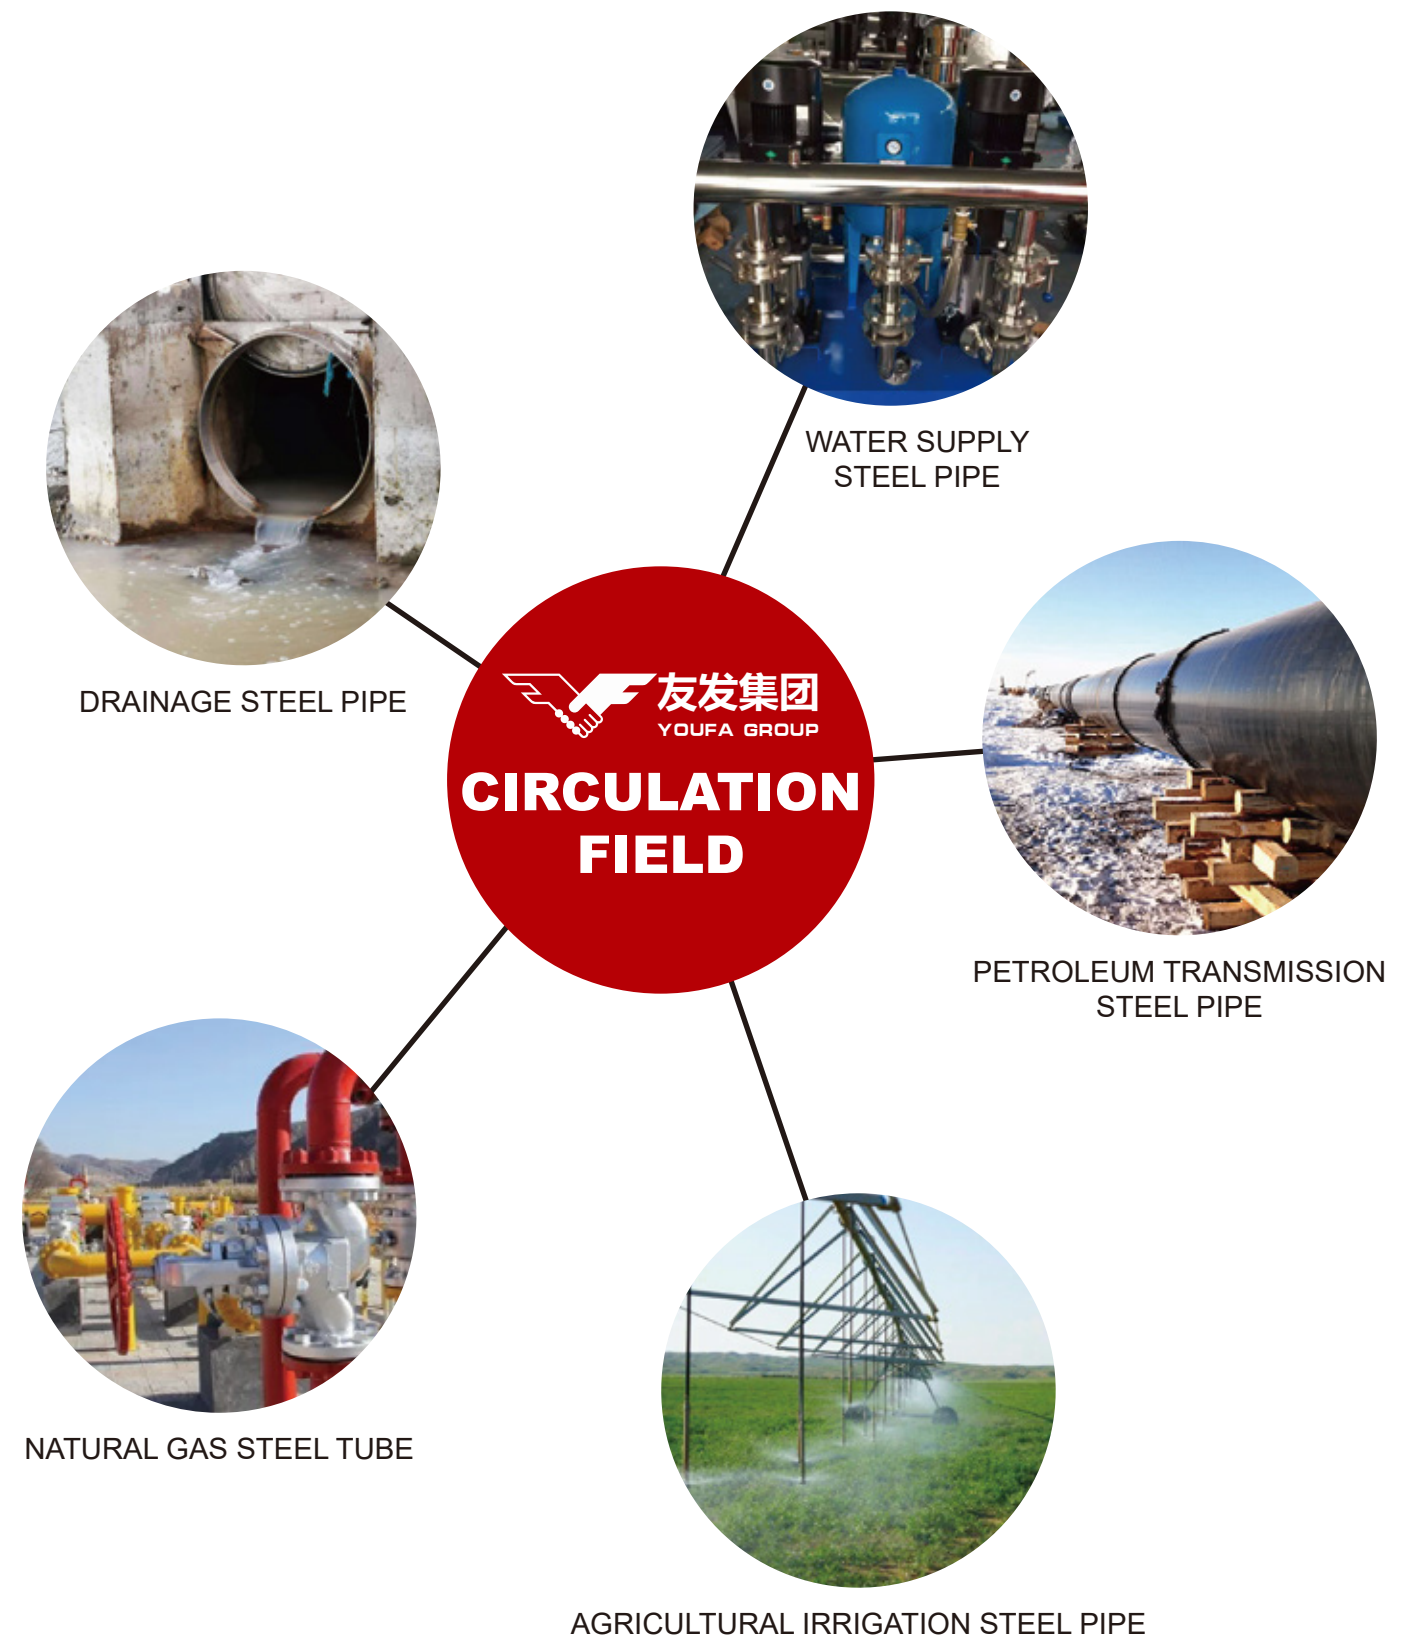 WATER SUPPLY
STEEL PIPE
DRAINAGE STEEL PIPE
友发集团
YOUFA GROUP
CIRCULATION
FIELD
PETROLEUM TRANSMISSION
STEEL PIPE
NATURAL GAS STEEL TUBE
AGRICULTURAL IRRIGATION STEEL PIPE